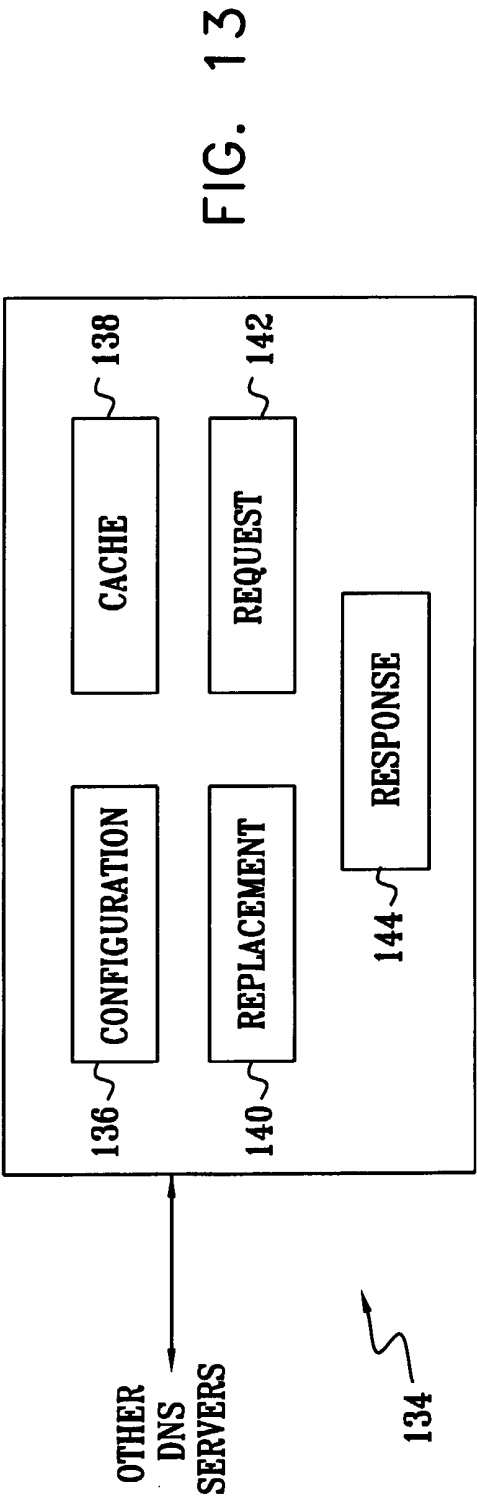 OTHER
DNS
SERVERS
136
CONFIGURATION
CACHE
138
140
REPLACEMENT
REQUEST
142
144
RESPONSE
134
FIG. 13